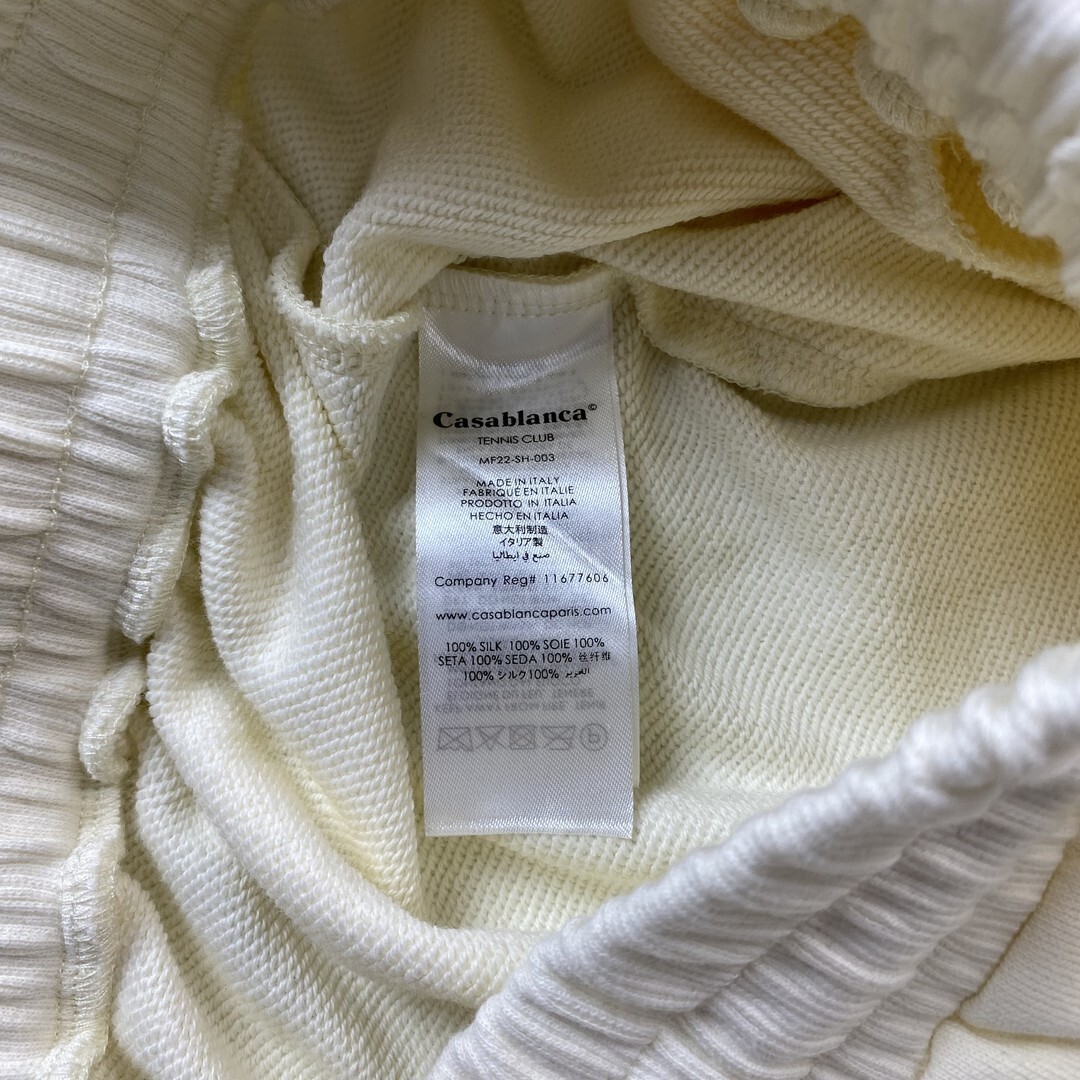 Casablanca©
TENNIS CLUB
MF22-SH-003
MADE IN ITALY
FABRIQUÉ EN ITALIE
PRODOTTO IN ITALIA
HECHO EN ITALIA
意大利制造
イタリア製
صنع في ايطاليا
Company Reg# 11677606
www.casablancaparis.com
100% SILK 100% SOIE 100%
SETA 100% SEDA 100% 丝纤维
100% シルク100% الحرير